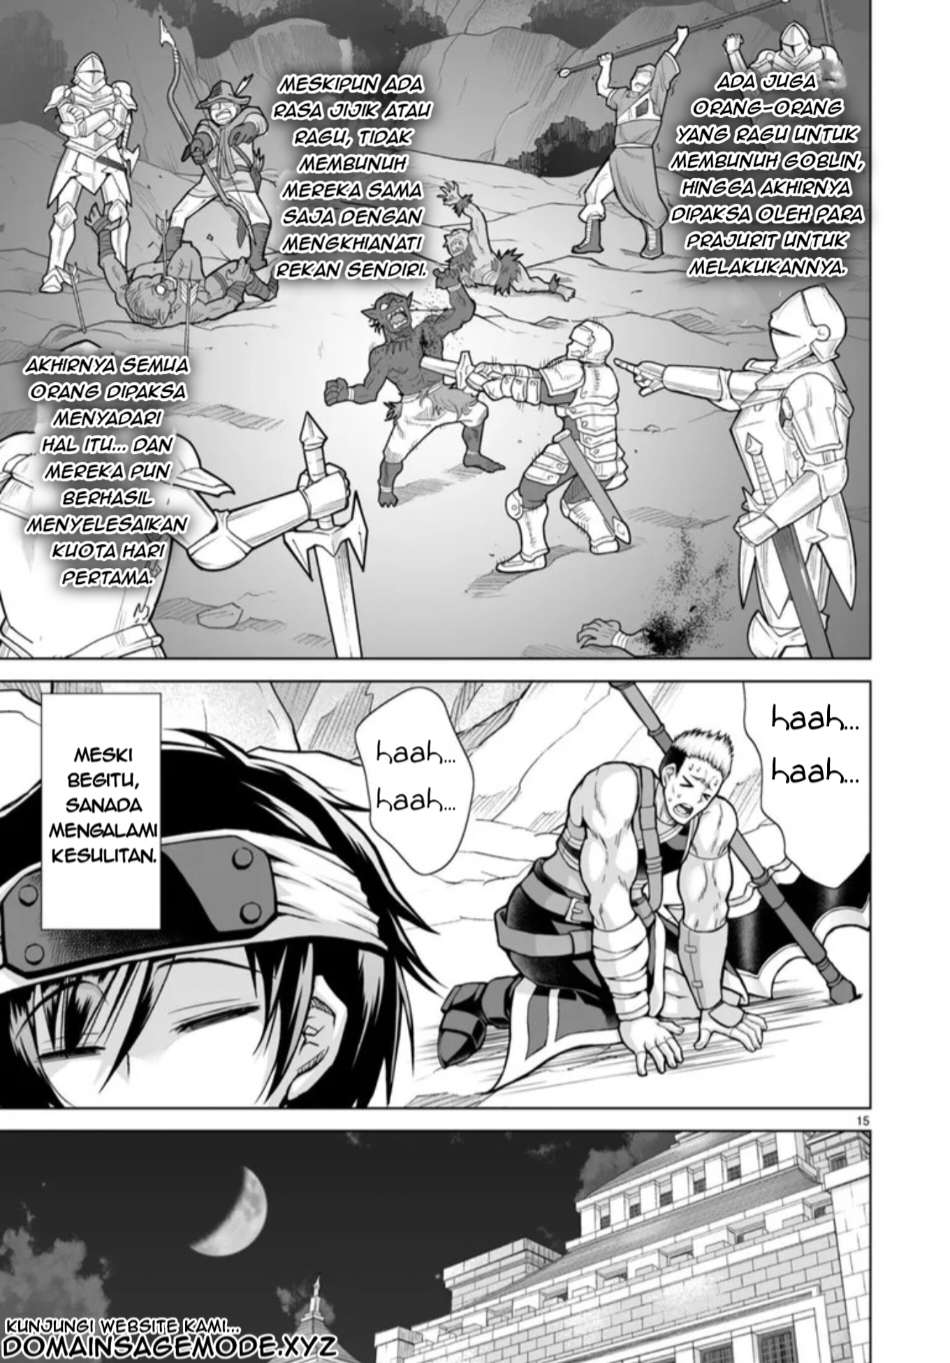 ADA JUGA
ORANG-ORANG
YANG RAGU UNTUK
MEMBUNUH GOBLIN,
HINGGA AKHIRNYA
DIPAKSA OLEH PARA
PRAJURIT UNTUK
MELAKUKANNYA.
MESKIPUN ADA
RASA JIJIK ATAU
RAGU, TIDAK
MEMBUNUH
MEREKA SAMA
SAJA DENGAN
MENGKHIANATI
REKAN SENDIRI.
AKHIRNYA SEMUA
ORANG DIPAKSA
MENYADARI
HAL ITU... DAN
MEREKA PUN
BERHASIL
MENYELESAIKAN
KUOTA HARI
PERTAMA.
haah...
haah...
haah...
haah...
MESKI
BEGITU,
SANADA
MENGALAMI
KESULITAN.
15
KUNJUNGI WEBSITE KAMI...
DOMAINSAGEMODE.XYZ